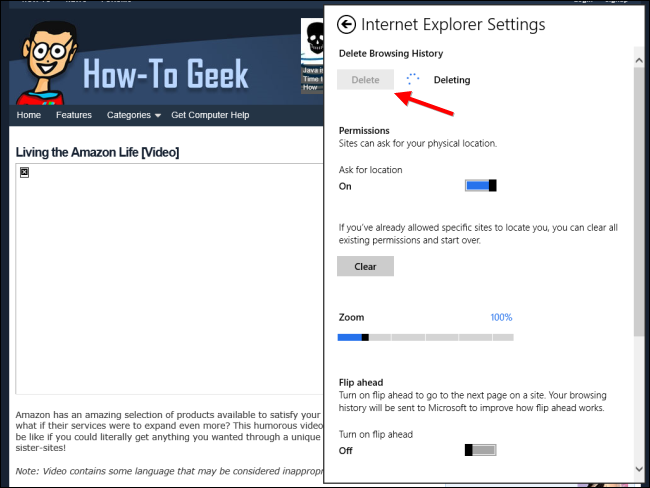 Internet Explorer Settings
Delete Browsing History
Delete
Deleting
Permissions
Sites can ask for your physical location.
Ask for location
On
If you've already allowed specific sites to locate you, you can clear all
existing permissions and start over.
Clear
Zoom
100%
Flip ahead
Turn on flip ahead to go to the next page on a site. Your browsing
history will be sent to Microsoft to improve how flip ahead works.
Turn on flip ahead
Off
How-To Geek
Java is
Time
How
Home
Features
Categories
Get Computer Help
Living the Amazon Life [Video]
Amazon has an amazing selection of products available to satisfy your
what if their services were to expand even more? This humorous video
be like if you could literally get anything you wanted through a unique
sister-sites!
Note: Video contains some language that may be considered